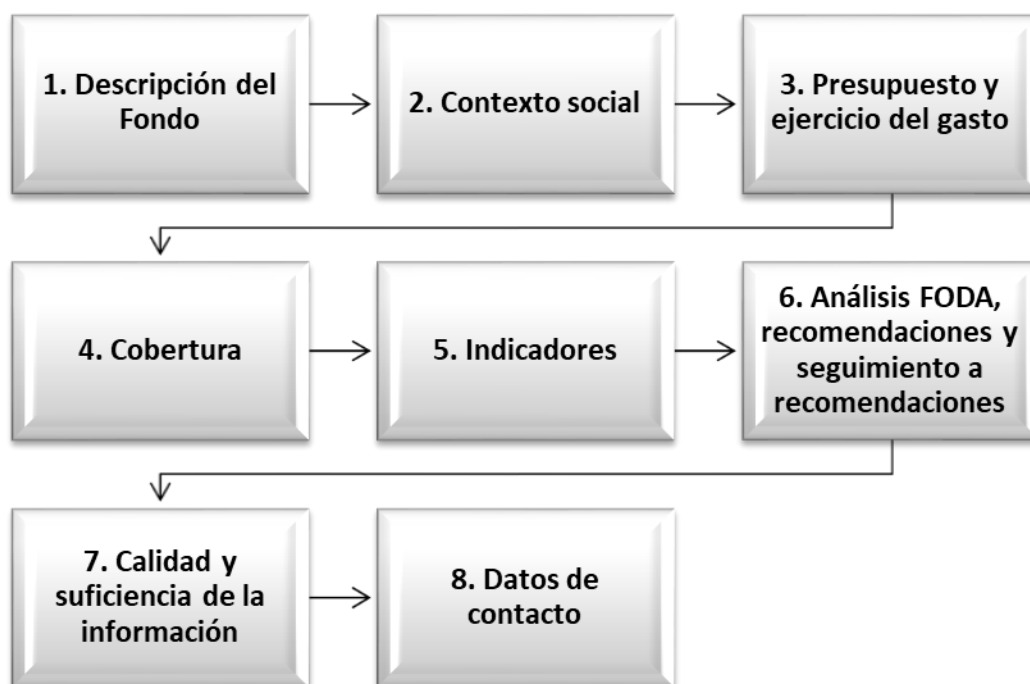 1. Descripción del
Fondo
2. Contexto social
3. Presupuesto y
ejercicio del gasto
4. Cobertura
5. Indicadores
6. Análisis FODA,
recomendaciones y
seguimiento a
recomendaciones
7. Calidad y
suficiencia de la
información
8. Datos de
contacto